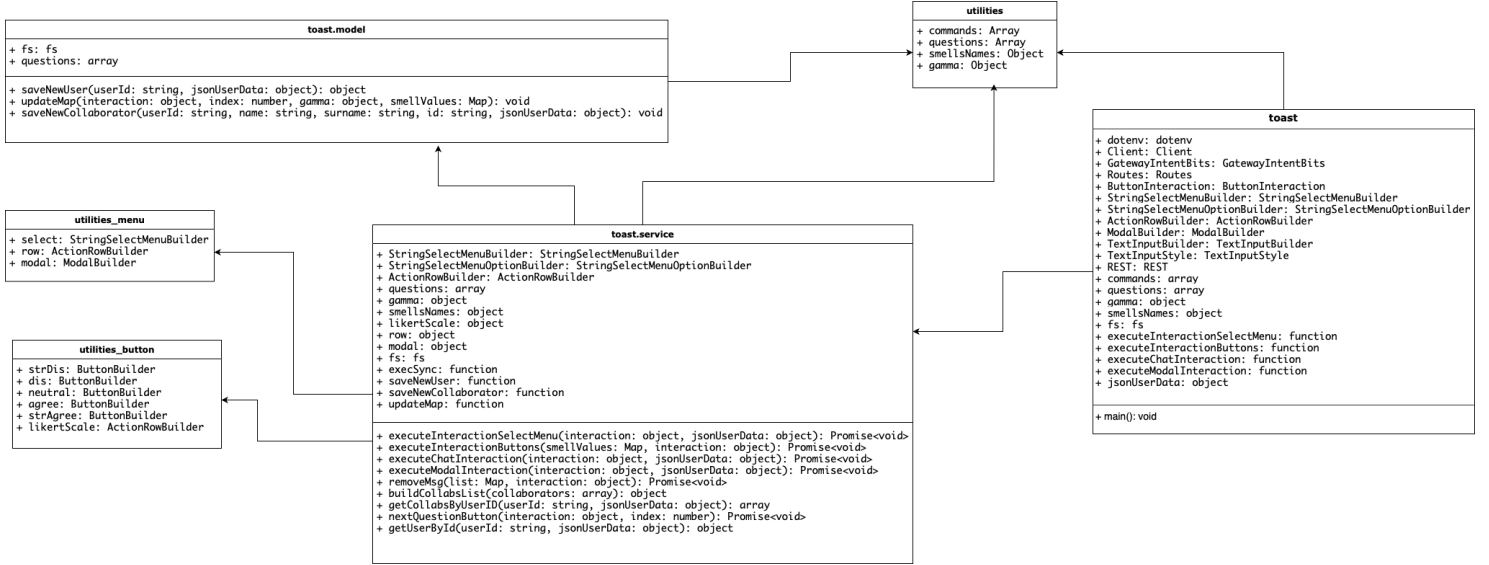 utilities
+ commands: Array
+ questions: Array
+ smellsNames: Object
+ gamma: Object
toast.model
+ fs: fs
+ questions: array
+ saveNewUser(userId: string, jsonUserData: object): object
+ updateMap(interaction: object, index: number, gamma: object, smellValues: Map): void
+ saveNewCollaborator(userId: string, name: string, surname: string, id: string, jsonUserData: object): void
toast
+ dotenv: dotenv
+ Client: Client
+ GatewayIntentBits: GatewayIntentBits
+ Routes: Routes
+ ButtonInteraction: ButtonInteraction
+ StringSelectMenuBuilder: StringSelectMenuBuilder
+ StringSelectMenuOptionBuilder: StringSelectMenuOptionBuilder
+ ActionRowBuilder: ActionRowBuilder
+ ModalBuilder: ModalBuilder
+ TextInputBuilder: TextInputBuilder
+ TextInputStyle: TextInputStyle
+ REST: REST
+ commands: array
+ questions: array
+ gamma: object
+ smellsNames: object
+ fs: fs
+ executeInteractionSelectMenu: function
+ executeInteractionButtons: function
+ executeChatInteraction: function
+ executeModalInteraction: function
+ jsonUserData: object
+ main(): void
utilities_menu
+ select: StringSelectMenuBuilder
+ row: ActionRowBuilder
+ modal: ModalBuilder
toast.service
+ StringSelectMenuBuilder: StringSelectMenuBuilder
+ StringSelectMenuOptionBuilder: StringSelectMenuOptionBuilder
+ ActionRowBuilder: ActionRowBuilder
+ questions: array
+ gamma: object
+ smellsNames: object
+ likertScale: object
+ row: object
+ modal: object
+ fs: fs
+ execSync: function
+ saveNewUser: function
+ saveNewCollaborator: function
+ updateMap: function
+ executeInteractionSelectMenu(interaction: object, jsonUserData: object): Promise<void>
+ executeInteractionButtons(smellValues: Map, interaction: object): Promise<void>
+ executeChatInteraction(interaction: object, jsonUserData: object): Promise<void>
+ executeModalInteraction(interaction: object, jsonUserData: object): Promise<void>
+ removeMsg(list: Map, interaction: object): Promise<void>
+ buildCollabsList(collaborators: array): object
+ getCollabsByUserID(userId: string, jsonUserData: object): array
+ nextQuestionButton(interaction: object, index: number): Promise<void>
+ getUserById(userId: string, jsonUserData: object): object
utilities_button
+ strDis: ButtonBuilder
+ dis: ButtonBuilder
+ neutral: ButtonBuilder
+ agree: ButtonBuilder
+ strAgree: ButtonBuilder
+ likertScale: ActionRowBuilder